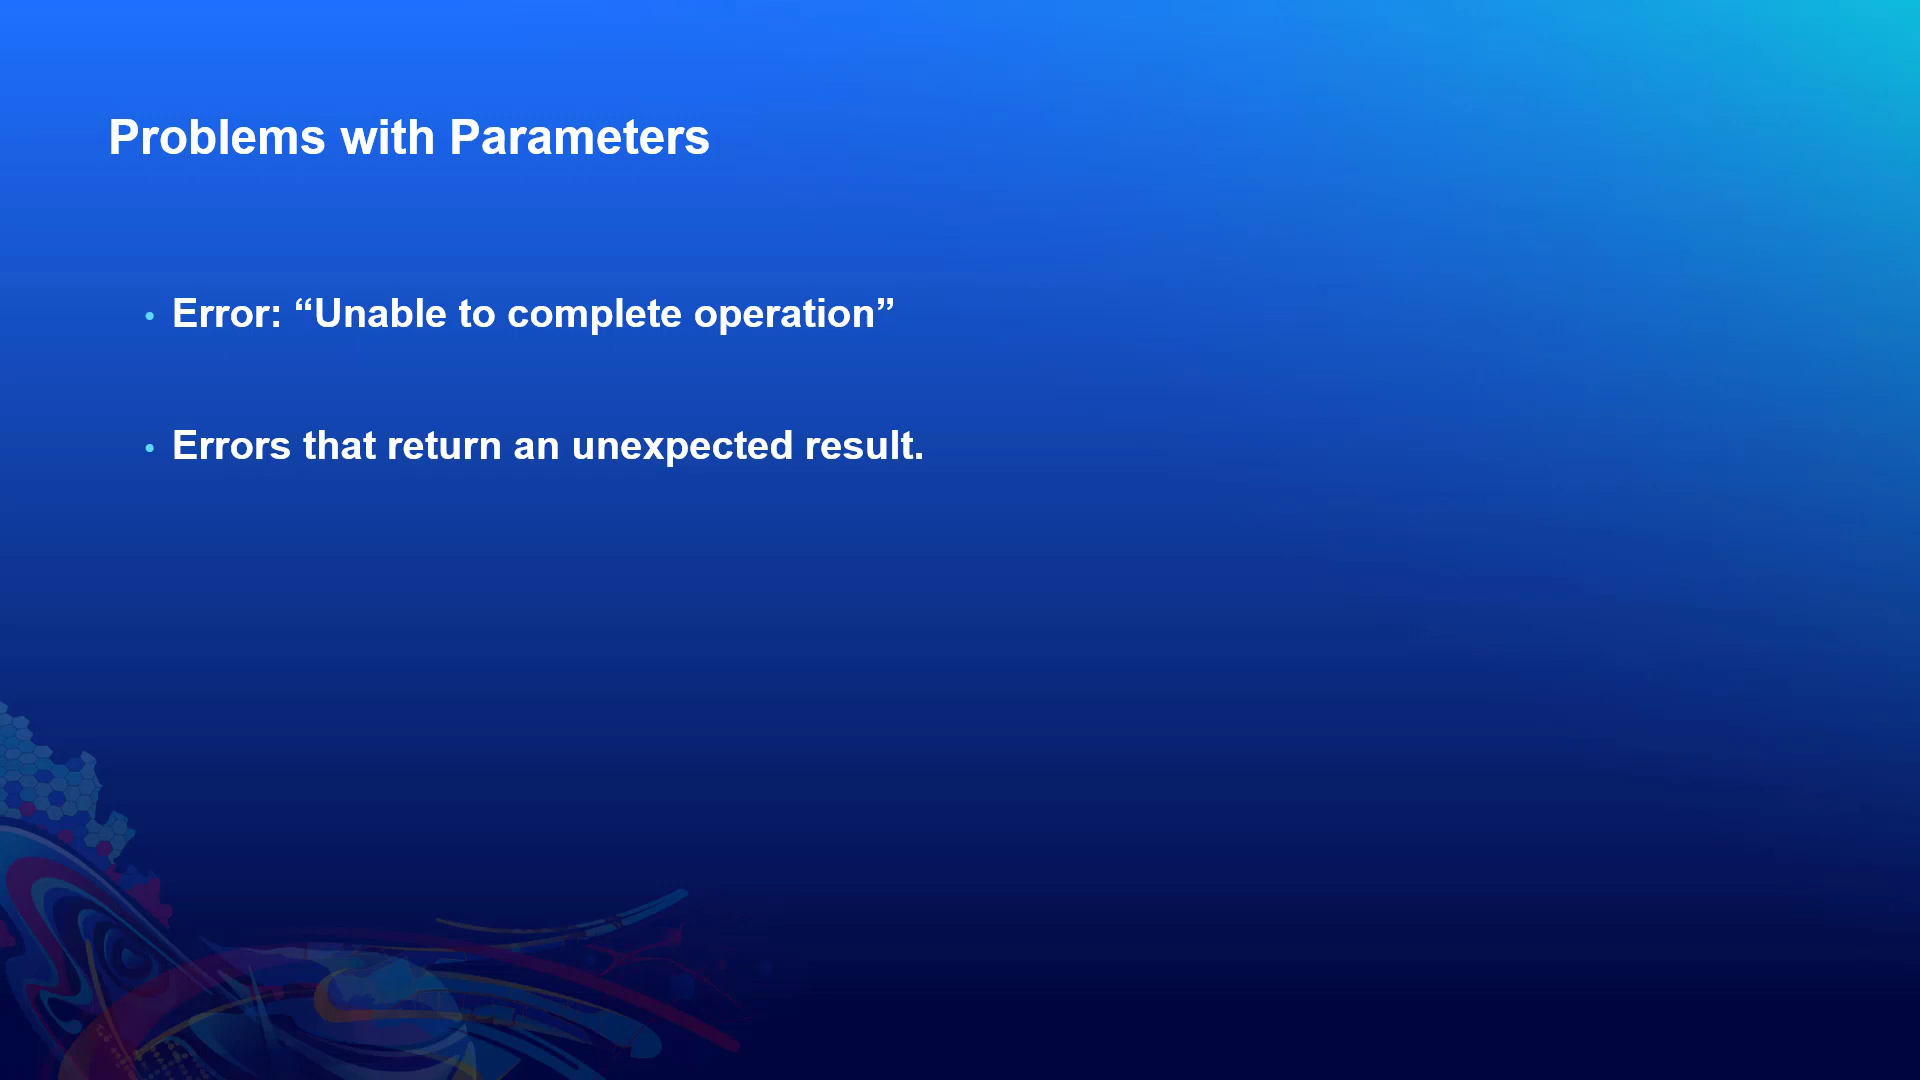 Problems with Parameters
• Error: “Unable to complete operation”
• Errors that return an unexpected result.